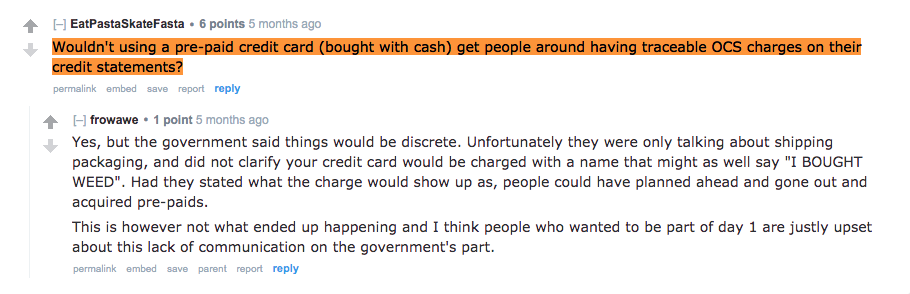 [–] EatPastaSkateFasta • 6 points 5 months ago
Wouldn't using a pre-paid credit card (bought with cash) get people around having traceable OCS charges on their
credit statements?
permalink embed save report reply
[–] frowawe • 1 point 5 months ago
Yes, but the government said things would be discrete. Unfortunately they were only talking about shipping
packaging, and did not clarify your credit card would be charged with a name that might as well say "I BOUGHT
WEED". Had they stated what the charge would show up as, people could have planned ahead and gone out and
acquired pre-paids.
This is however not what ended up happening and I think people who wanted to be part of day 1 are justly upset
about this lack of communication on the government's part.
permalink embed save parent report reply